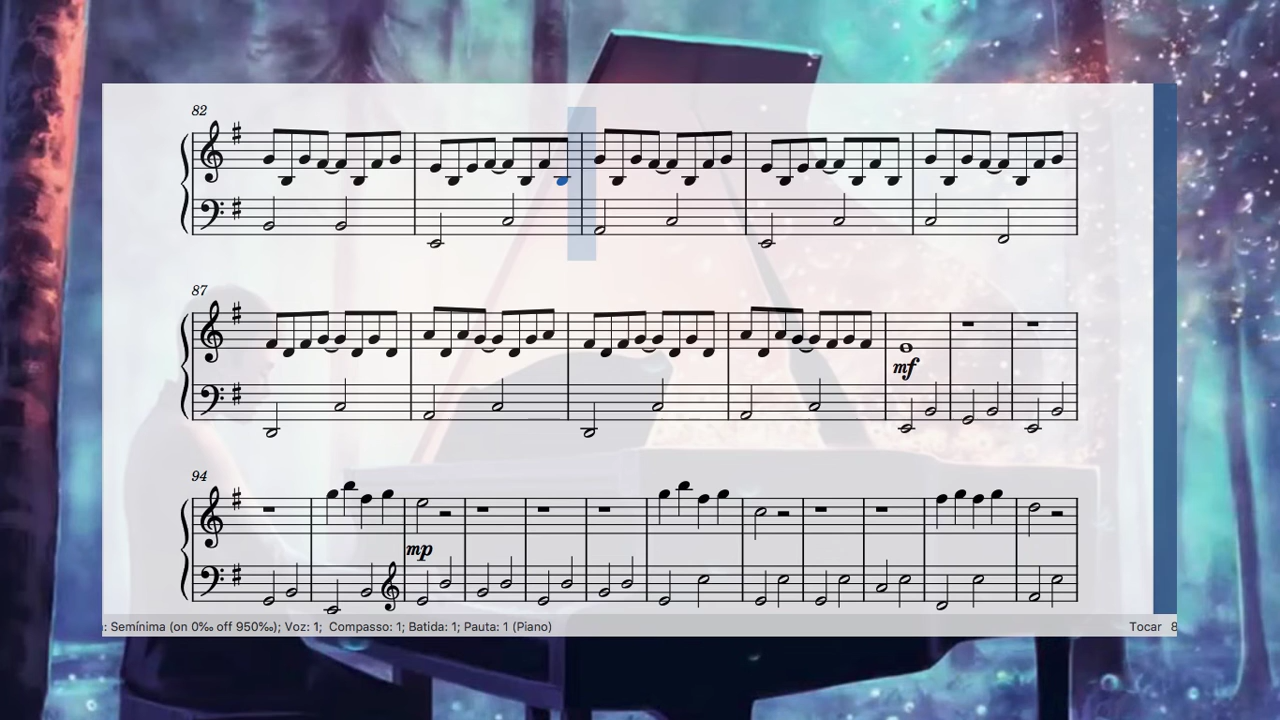 82
87
mf
94
mp
: Semínima (on 0‰ off 950‰); Voz: 1; Compasso: 1; Batida: 1; Pauta: 1 (Piano) Tocar 8